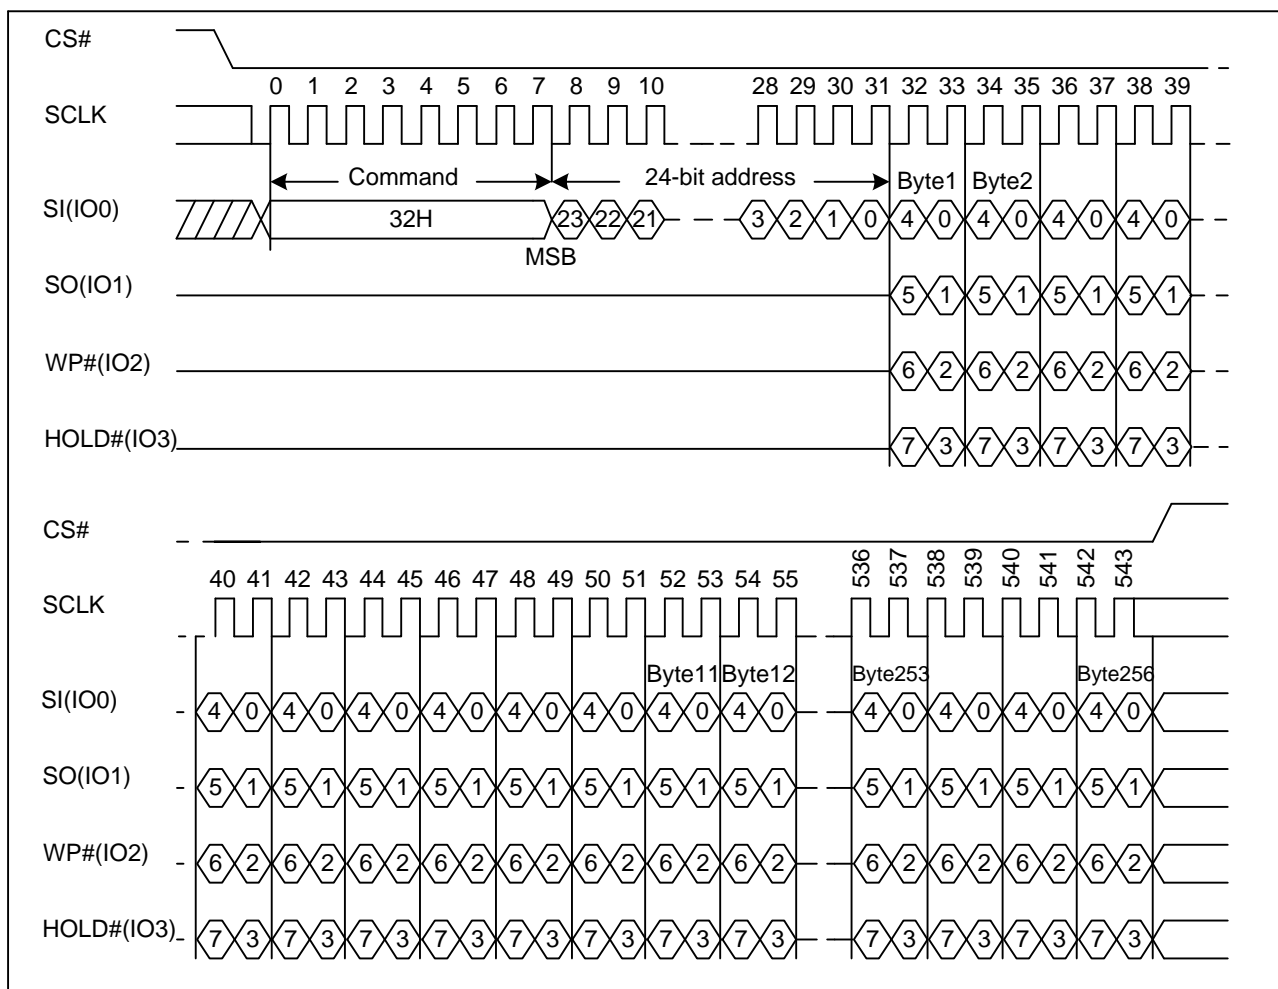 CS#
0 1 2 3 4 5 6 7 8 9 10 28 29 30 31 32 33 34 35 36 37 38 39
SCLK
Command 24-bit address Byte1 Byte2
SI(IO0) 32H 23 22 21 3 2 1 0 4 0 4 0 4 0 4 0
MSB
SO(IO1) 5 1 5 1 5 1 5 1
WP#(IO2) 6 2 6 2 6 2 6 2
HOLD#(IO3) 7 3 7 3 7 3 7 3
CS#
40 41 42 43 44 45 46 47 48 49 50 51 52 53 54 55 536 537 538 539 540 541 542 543
SCLK
Byte11 Byte12 Byte253 Byte256
SI(IO0) 4 0 4 0 4 0 4 0 4 0 4 0 4 0 4 0 4 0 4 0 4 0 4 0
SO(IO1) 5 1 5 1 5 1 5 1 5 1 5 1 5 1 5 1 5 1 5 1 5 1 5 1
WP#(IO2) 6 2 6 2 6 2 6 2 6 2 6 2 6 2 6 2 6 2 6 2 6 2 6 2
HOLD#(IO3) 7 3 7 3 7 3 7 3 7 3 7 3 7 3 7 3 7 3 7 3 7 3 7 3